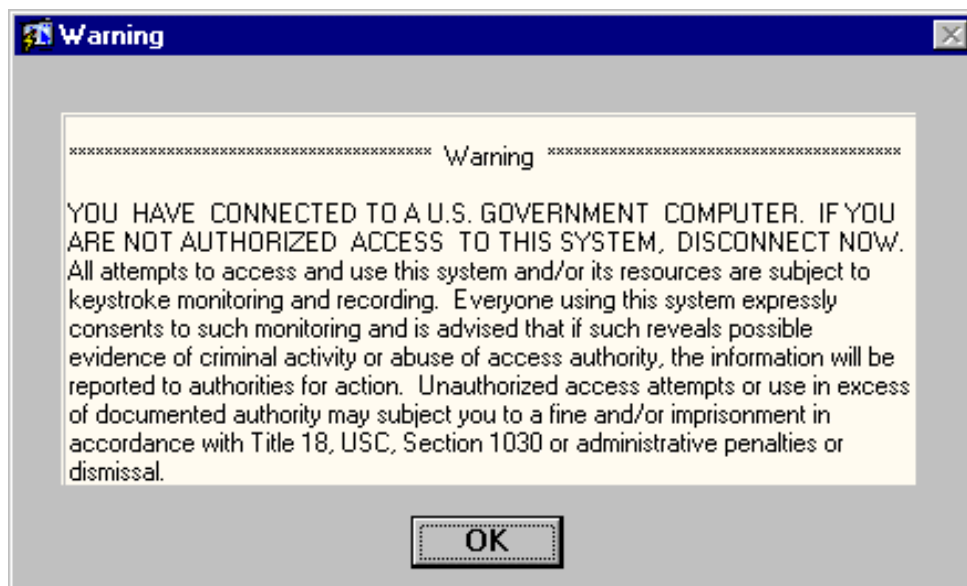 Warning
**************************************** Warning ***************************************
YOU HAVE CONNECTED TO A U.S. GOVERNMENT COMPUTER. IF YOU
ARE NOT AUTHORIZED ACCESS TO THIS SYSTEM, DISCONNECT NOW.
All attempts to access and use this system and/or its resources are subject to
keystroke monitoring and recording. Everyone using this system expressly
consents to such monitoring and is advised that if such reveals possible
evidence of criminal activity or abuse of access authority, the information will be
reported to authorities for action. Unauthorized access attempts or use in excess
of documented authority may subject you to a fine and/or imprisonment in
accordance with Title 18, USC, Section 1030 or administrative penalties or
dismissal.
OK